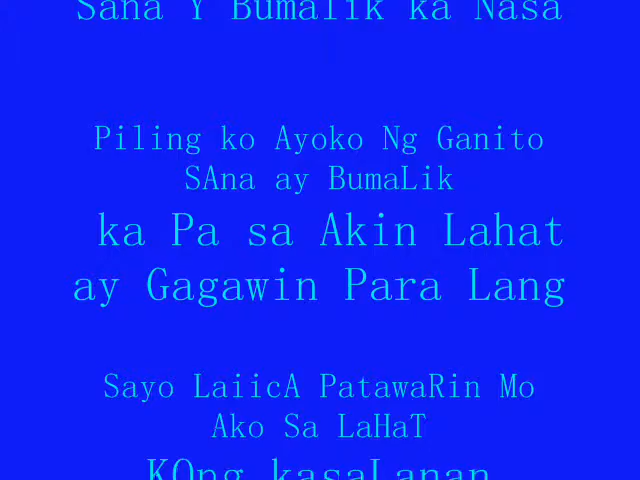 Sana Y Bumalik ka Nasa
Piling ko Ayoko Ng Ganito
SAna ay BumaLik
ka Pa sa Akin Lahat
ay Gagawin Para Lang
Sayo LaiicA PatawaRin Mo
Ako Sa LaHaT
KOng kasaLanan